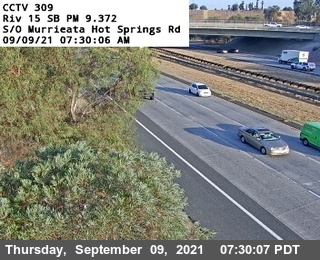 CCTV 309
Riv 15 SB PM 9.372
S/O Murrieata Hot Springs Rd
09/09/21 07:30:06 AM
Thursday, September 09, 2021 07:30:07 PDT